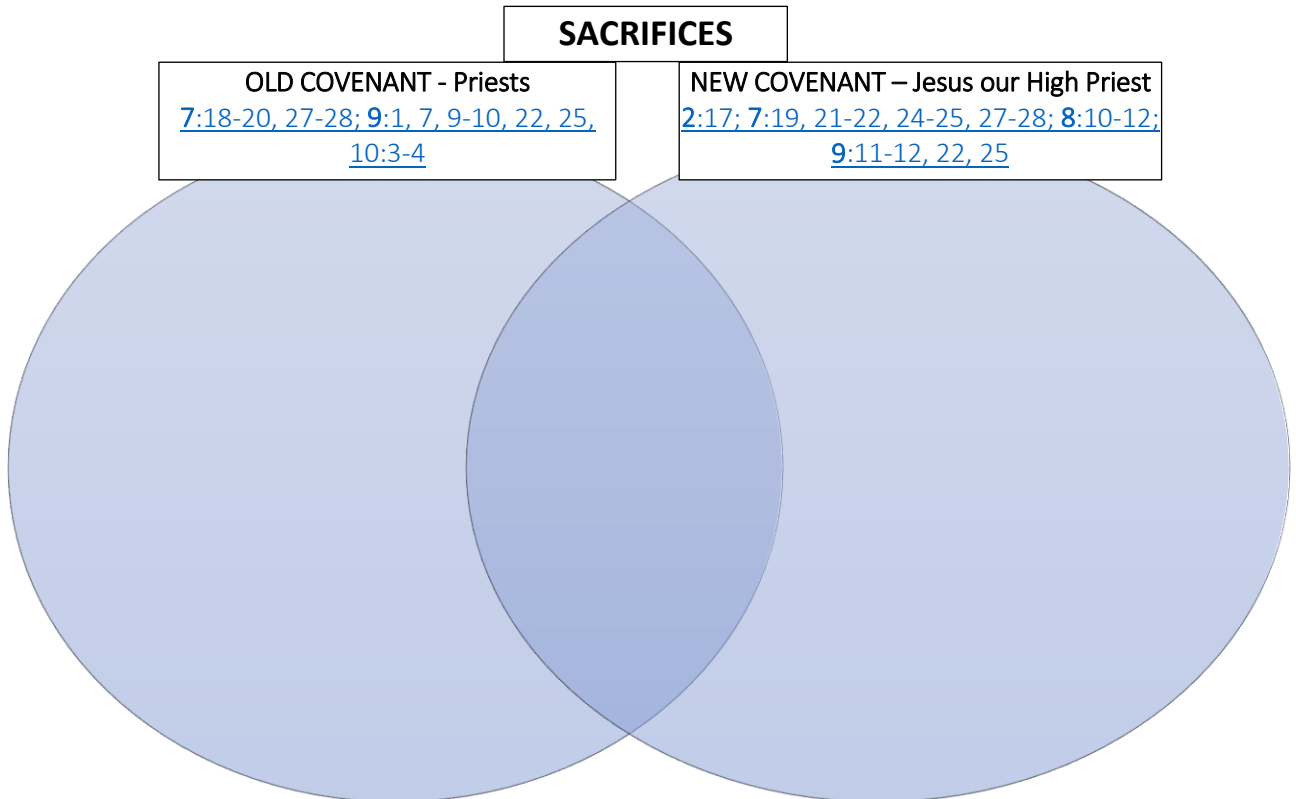 SACRIFICES
OLD COVENANT - Priests
7:18-20, 27-28; 9:1, 7, 9-10, 22, 25,
10:3-4
NEW COVENANT – Jesus our High Priest
2:17; 7:19, 21-22, 24-25, 27-28; 8:10-12;
9:11-12, 22, 25